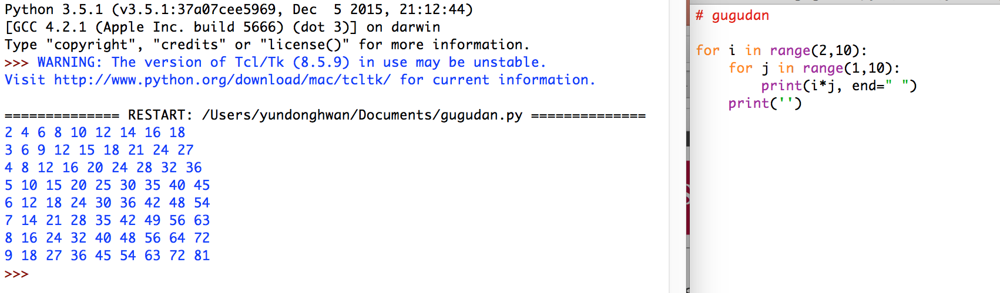 Python 3.5.1 (v3.5.1:37a07cee5969, Dec  5 2015, 21:12:44)
[GCC 4.2.1 (Apple Inc. build 5666) (dot 3)] on darwin
Type "copyright", "credits" or "license()" for more information.
>>> WARNING: The version of Tcl/Tk (8.5.9) in use may be unstable.
Visit http://www.python.org/download/mac/tcltk/ for current information.

============== RESTART: /Users/yundonghwan/Documents/gugudan.py ==============
2 4 6 8 10 12 14 16 18
3 6 9 12 15 18 21 24 27
4 8 12 16 20 24 28 32 36
5 10 15 20 25 30 35 40 45
6 12 18 24 30 36 42 48 54
7 14 21 28 35 42 49 56 63
8 16 24 32 40 48 56 64 72
9 18 27 36 45 54 63 72 81
>>>
# gugudan

for i in range(2,10):
    for j in range(1,10):
        print(i*j, end=" ")
    print('')